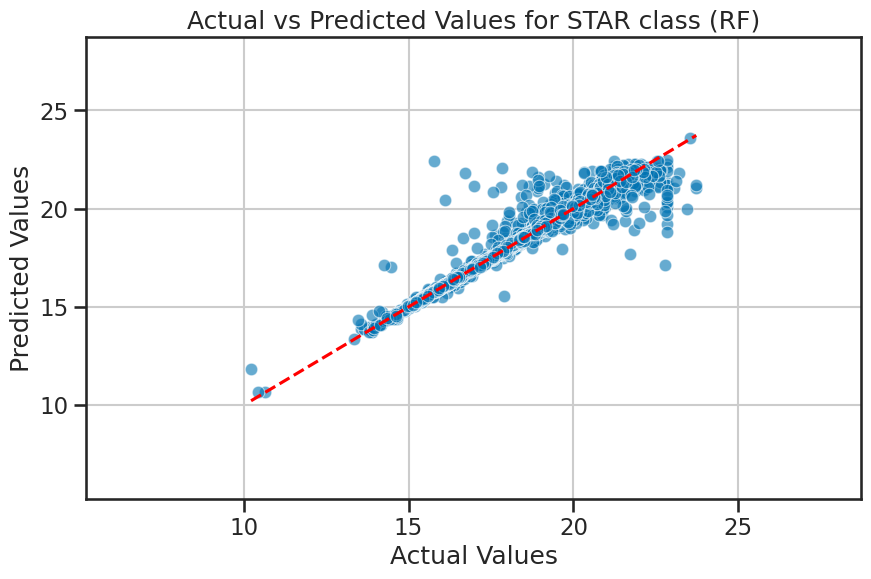 Actual vs Predicted Values for STAR class (RF)
25
20
15
10
Predicted Values
10 15 20 25
Actual Values